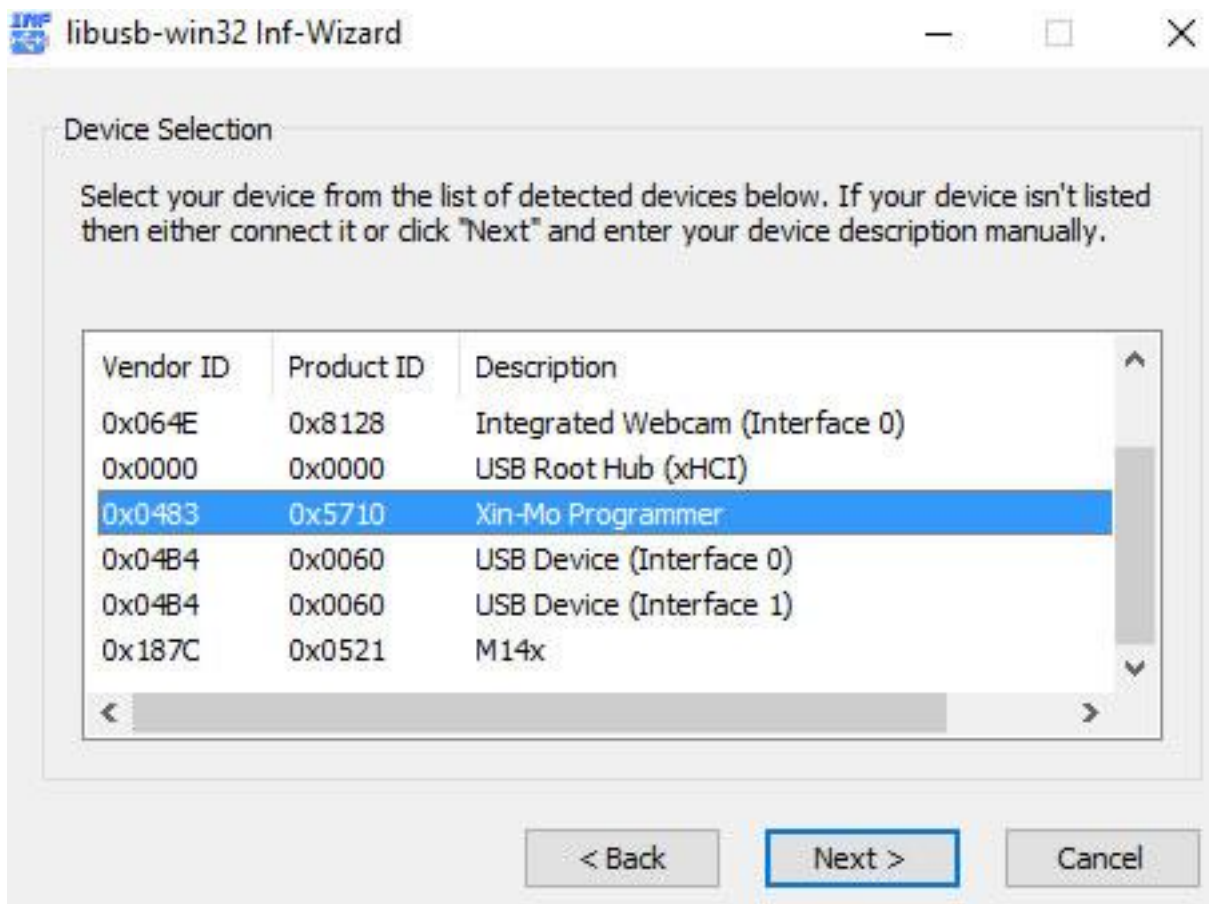 INF
libusb-win32 Inf-Wizard
Device Selection
Select your device from the list of detected devices below. If your device isn't listed
then either connect it or click "Next" and enter your device description manually.
Vendor ID Product ID Description
0x064E 0x8128 Integrated Webcam (Interface 0)
0x0000 0x0000 USB Root Hub (xHCI)
0x0483 0x5710 Xin-Mo Programmer
0x04B4 0x0060 USB Device (Interface 0)
0x04B4 0x0060 USB Device (Interface 1)
0x187C 0x0521 M14x
< Back Next > Cancel